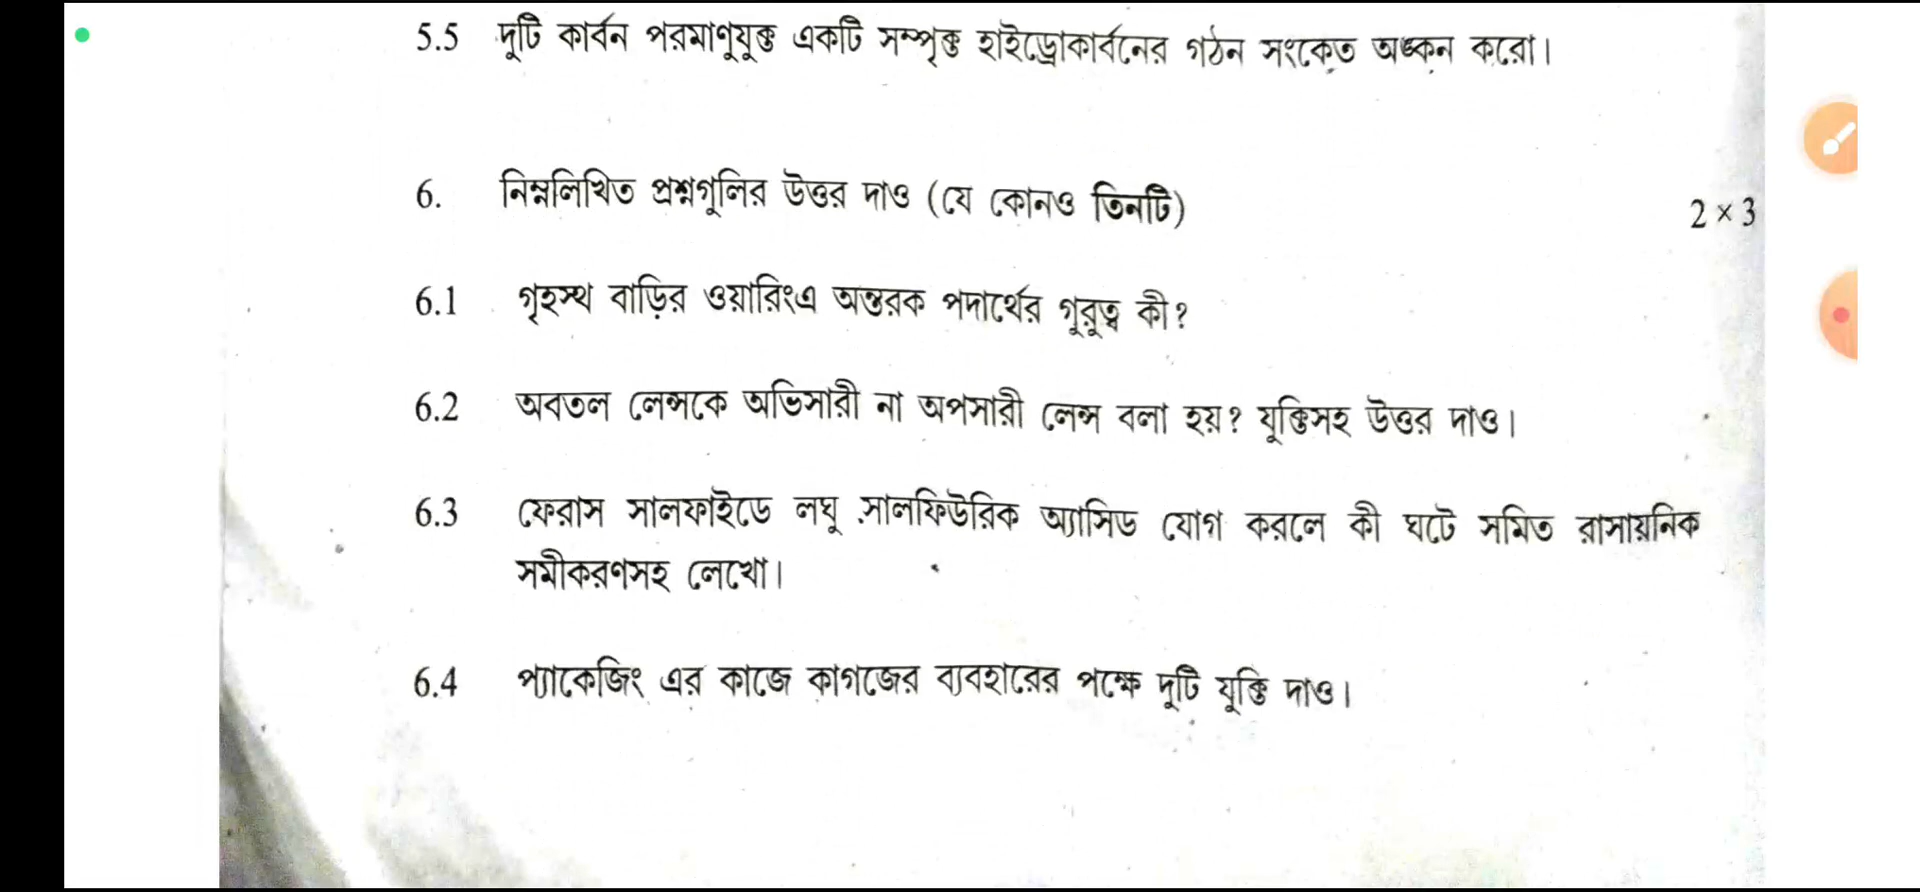 5.5 দুটি কার্বন পরমাণুযুক্ত একটি সম্পৃক্ত হাইড্রোকার্বনের গঠন সংকেত অঙ্কন করো।
6. নিম্নলিখিত প্রশ্নগুলির উত্তর দাও (যে কোনও তিনটি) 2 × 3
6.1 গৃহস্থ বাড়ির ওয়ারিংএ অন্তরক পদার্থের গুরুত্ব কী?
6.2 অবতল লেন্সকে অভিসারী না অপসারী লেন্স বলা হয়? যুক্তিসহ উত্তর দাও।
6.3 ফেরাস সালফাইডে লঘু সালফিউরিক অ্যাসিড যোগ করলে কী ঘটে সমিত রাসায়নিক
সমীকরণসহ লেখো।
6.4 প্যাকেজিং এর কাজে কাগজের ব্যবহারের পক্ষে দুটি যুক্তি দাও।